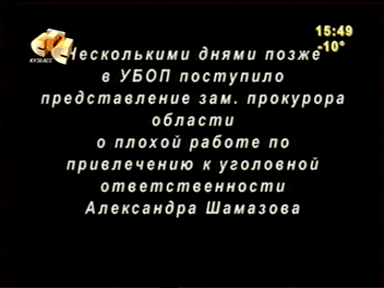 15:49
-10°
КУЗБАСС
Несколькими днями позже
в УБОП поступило
представление зам. прокурора
области
о плохой работе по
привлечению к уголовной
ответственности
Александра Шамазова